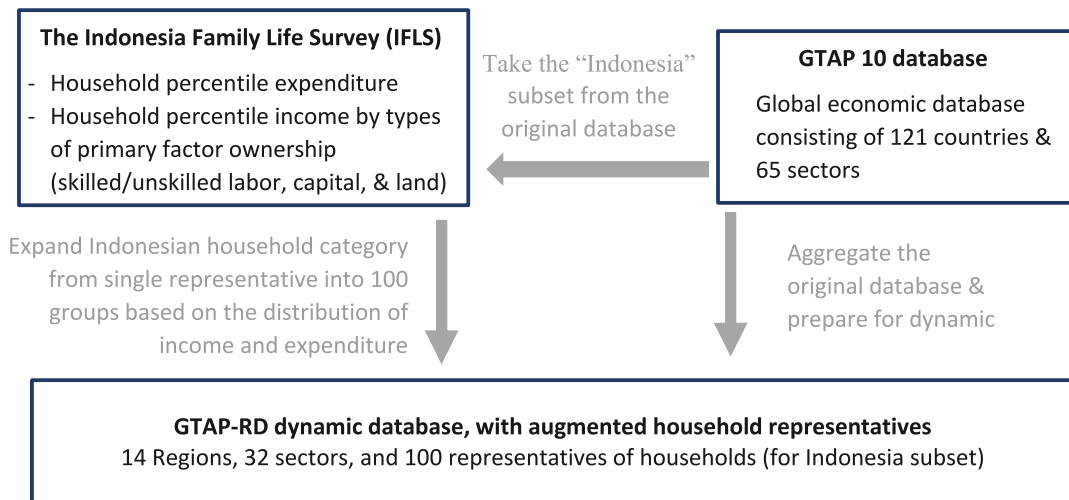 The Indonesia Family Life Survey (IFLS)
- Household percentile expenditure
- Household percentile income by types
of primary factor ownership
(skilled/unskilled labor, capital, & land)
Take the “Indonesia”
subset from the
original database
GTAP 10 database
Global economic database
consisting of 121 countries &
65 sectors
Expand Indonesian household category
from single representative into 100
groups based on the distribution of
income and expenditure
Aggregate the
original database &
prepare for dynamic
GTAP-RD dynamic database, with augmented household representatives
14 Regions, 32 sectors, and 100 representatives of households (for Indonesia subset)